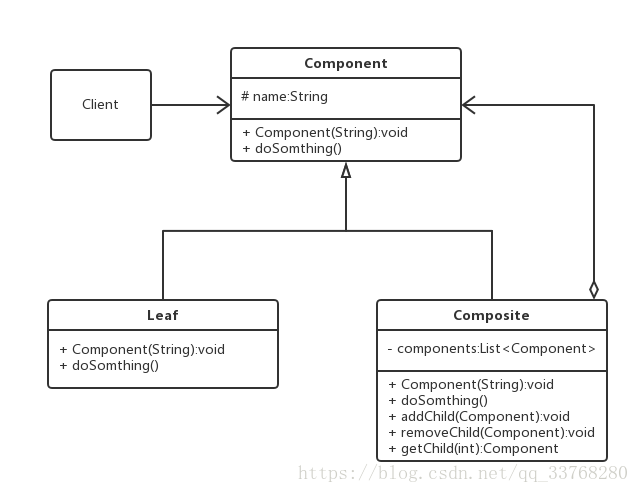 Component
Client
# name:String
+ Component(String):void
+ doSomthing()
Leaf
+ Component(String):void
+ doSomthing()
Composite
- components:List<Component>
+ Component(String):void
+ doSomthing()
+ addChild(Component):void
+ removeChild(Component):void
+ getChild(int):Component
https://blog.csdn.net/qq_33768280